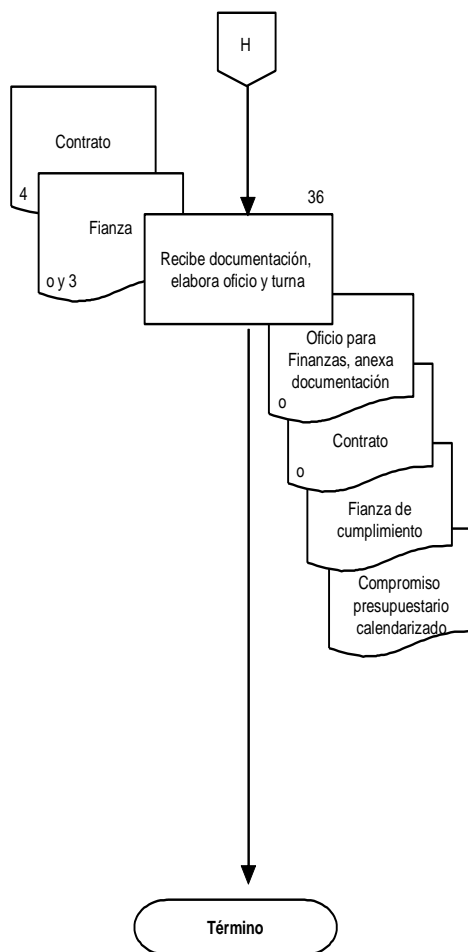 H
Contrato
4
Fianza
o y 3
36
Recibe documentación,
elabora oficio y turna
Oficio para
Finanzas, anexa
documentación
o
Contrato
o
Fianza de
cumplimiento
Compromiso
presupuestario
calendarizado
Término